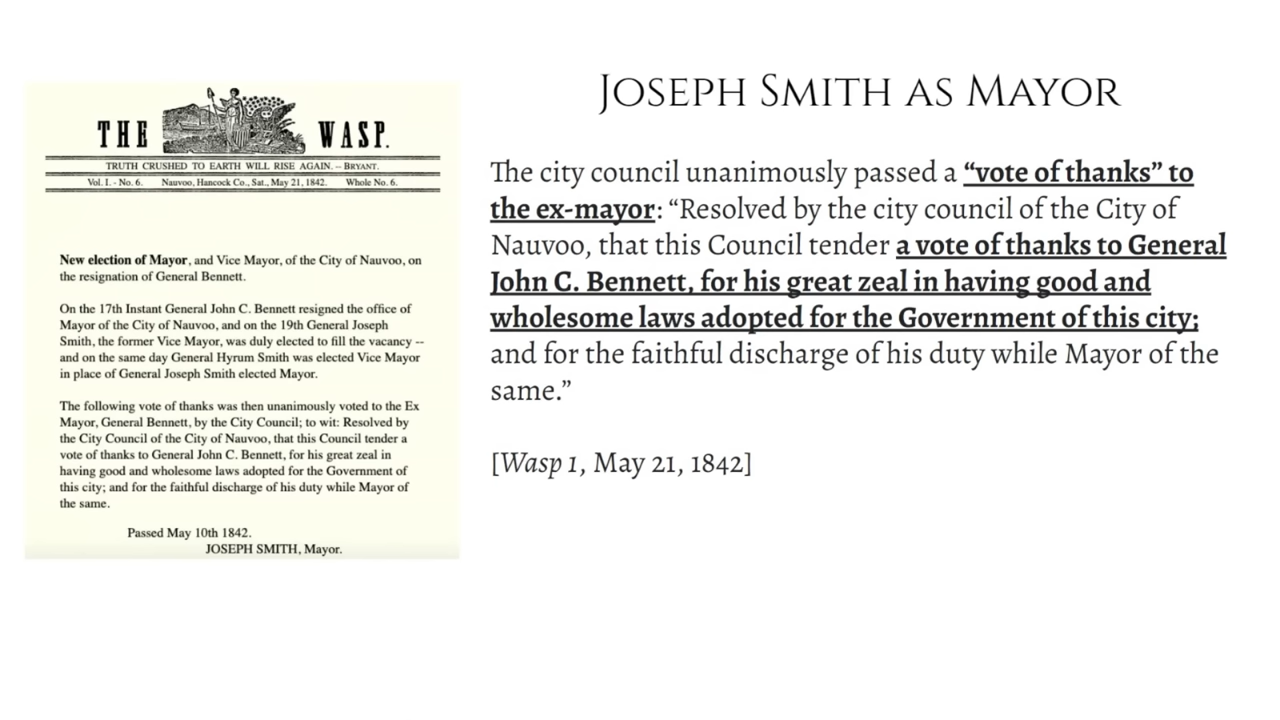 THE WASP.
TRUTH CRUSHED TO EARTH WILL RISE AGAIN. -- BRYANT.
Vol. I. - No. 6. Nauvoo, Hancock Co., Sat., May 21, 1842. Whole No. 6.
New election of Mayor, and Vice Mayor, of the City of Nauvoo, on
the resignation of General Bennett.
On the 17th Instant General John C. Bennett resigned the office of
Mayor of the City of Nauvoo, and on the 19th General Joseph
Smith, the former Vice Mayor, was duly elected to fill the vacancy --
and on the same day General Hyrum Smith was elected Vice Mayor
in place of General Joseph Smith elected Mayor.
The following vote of thanks was then unanimously voted to the Ex
Mayor, General Bennett, by the City Council; to wit: Resolved by
the City Council of the City of Nauvoo, that this Council tender a
vote of thanks to General John C. Bennett, for his great zeal in
having good and wholesome laws adopted for the Government of
this city; and for the faithful discharge of his duty while Mayor of
the same.
Passed May 10th 1842.
JOSEPH SMITH, Mayor.
Joseph Smith as Mayor
The city council unanimously passed a “vote of thanks” to
the ex-mayor: “Resolved by the city council of the City of
Nauvoo, that this Council tender a vote of thanks to General
John C. Bennett, for his great zeal in having good and
wholesome laws adopted for the Government of this city;
and for the faithful discharge of his duty while Mayor of the
same.”
[Wasp 1, May 21, 1842]